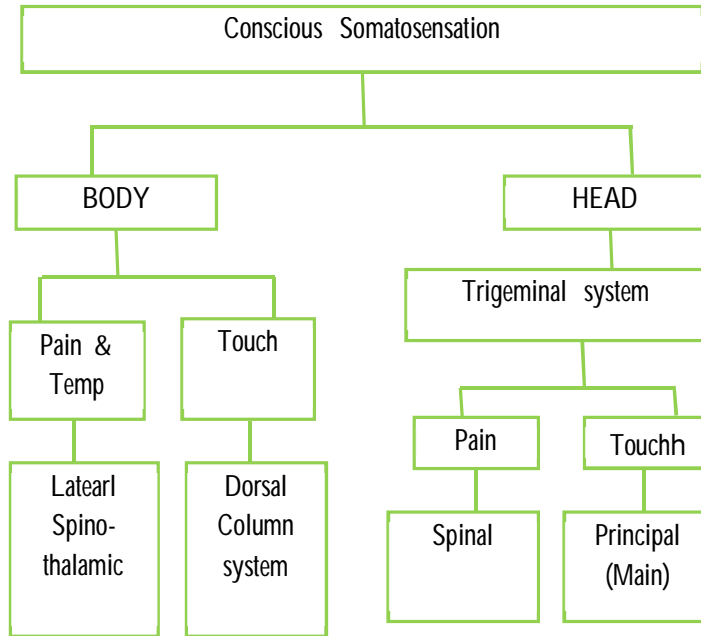 Conscious Somatosensation
BODY
HEAD
Trigeminal system
Pain &
Temp
Touch
Pain
Touchh
Latearl
Spino-
thalamic
Dorsal
Column
system
Spinal
Principal
(Main)